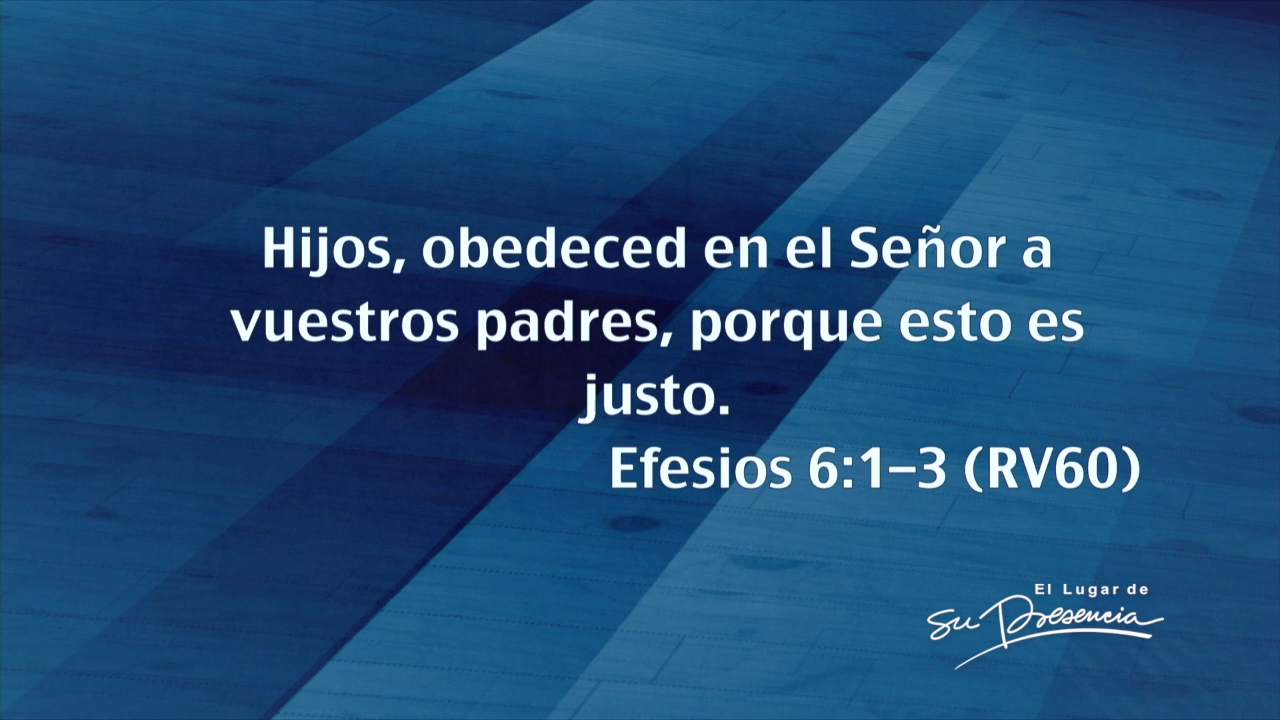 Hijos, obedeced en el Señor a
vuestros padres, porque esto es
justo.
Efesios 6:1–3 (RV60)
El Lugar de
Su Presencia